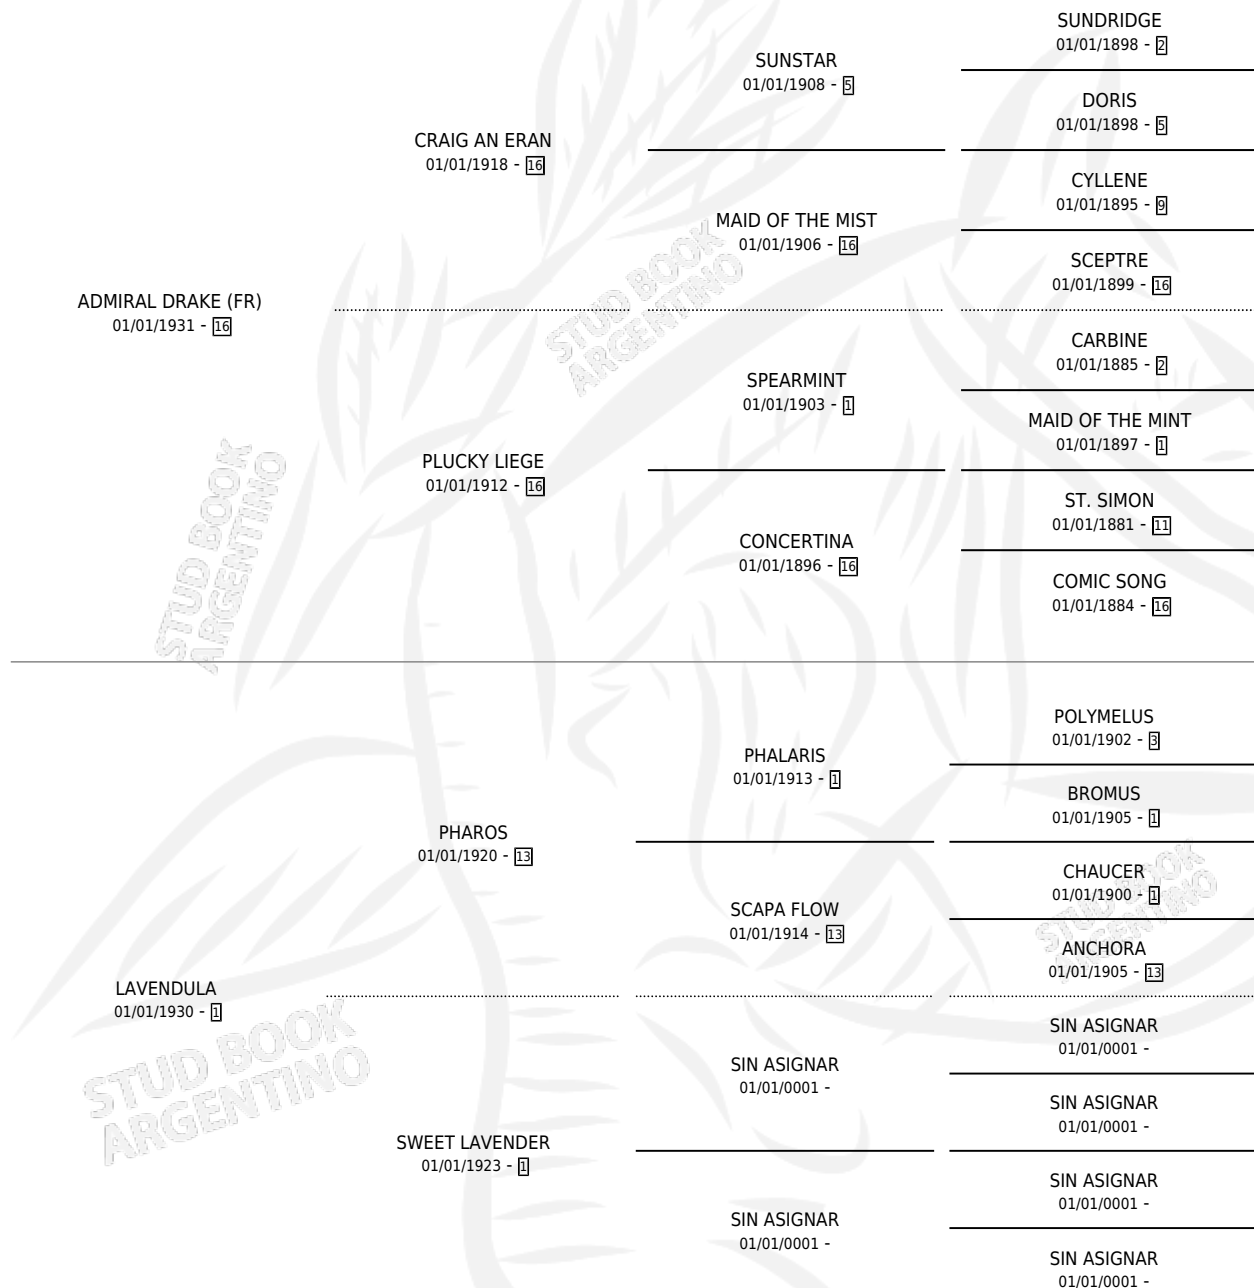 SUNDRIDGE
01/01/1898 - 2
SUNSTAR
01/01/1908 - 5
DORIS
01/01/1898 - 5
CRAIG AN ERAN
01/01/1918 - 16
CYLLENE
01/01/1895 - 9
MAID OF THE MIST
01/01/1906 - 16
SCEPTRE
01/01/1899 - 16
ADMIRAL DRAKE (FR)
01/01/1931 - 16
CARBINE
01/01/1885 - 2
SPEARMINT
01/01/1903 - 1
MAID OF THE MINT
01/01/1897 - 1
PLUCKY LIEGE
01/01/1912 - 16
ST. SIMON
01/01/1881 - 11
CONCERTINA
01/01/1896 - 16
COMIC SONG
01/01/1884 - 16
POLYMELUS
01/01/1902 - 3
PHALARIS
01/01/1913 - 1
BROMUS
01/01/1905 - 1
PHAROS
01/01/1920 - 13
CHAUCER
01/01/1900 - 1
SCAPA FLOW
01/01/1914 - 13
ANCHORA
01/01/1905 - 13
LAVENDULA
01/01/1930 - 1
SIN ASIGNAR
01/01/0001 -
SIN ASIGNAR
01/01/0001 -
SIN ASIGNAR
01/01/0001 -
SWEET LAVENDER
01/01/1923 - 1
SIN ASIGNAR
01/01/0001 -
SIN ASIGNAR
01/01/0001 -
SIN ASIGNAR
01/01/0001 -
STUD BOOK
ARGENTINO
STUD BOOK
ARGENTINO
STUD BOOK
ARGENTINO
STUD BOOK
ARGENTINO